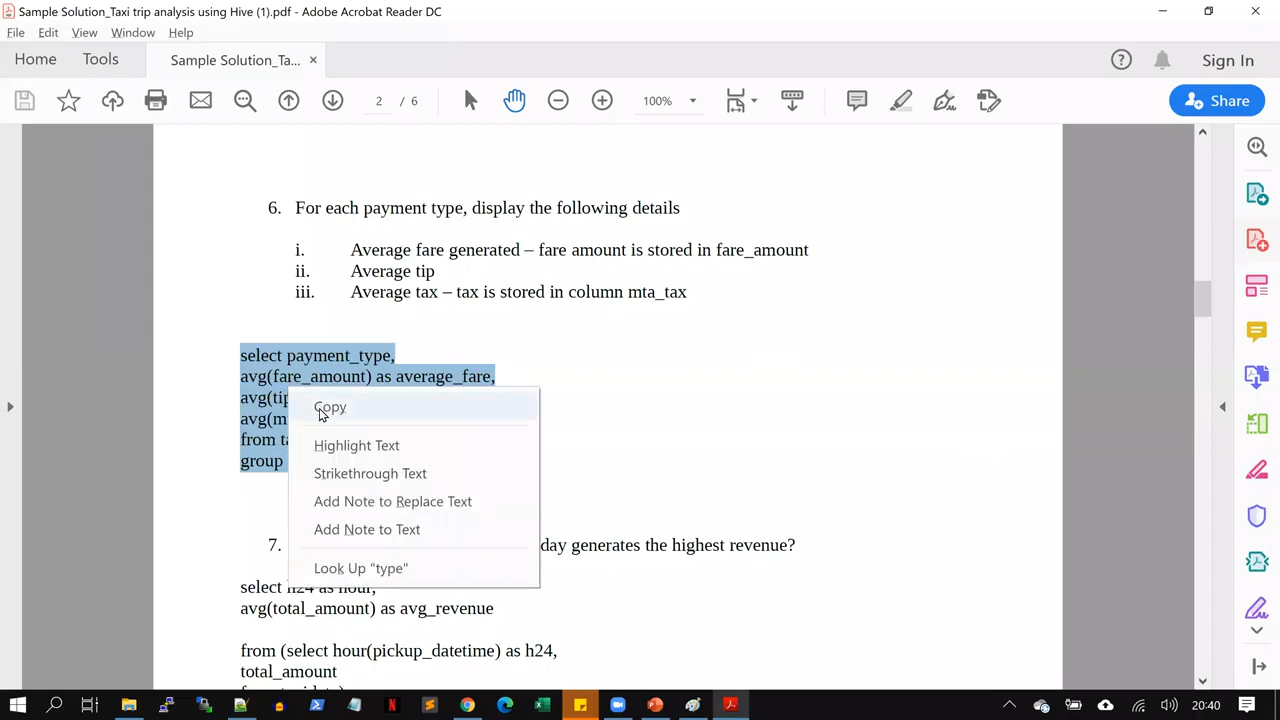 Sample Solution_Taxi trip analysis using Hive (1).pdf - Adobe Acrobat Reader DC
File Edit View Window Help
Home Tools Sample Solution_Ta... × Sign In
2 / 6 100% Share
6. For each payment type, display the following details
i. Average fare generated – fare amount is stored in fare_amount
ii. Average tip
iii. Average tax – tax is stored in column mta_tax
select payment_type,
avg(fare_amount) as average_fare,
avg(tip
avg(m
from ta
group
Copy
Highlight Text
Strikethrough Text
Add Note to Replace Text
Add Note to Text
Look Up "type"
7. day generates the highest revenue?
select h24 as hour,
avg(total_amount) as avg_revenue
from (select hour(pickup_datetime) as h24,
total_amount
20:40